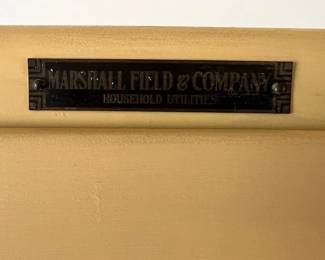 MARSHALL FIELD & COMPANY
HOUSEHOLD UTILITIES